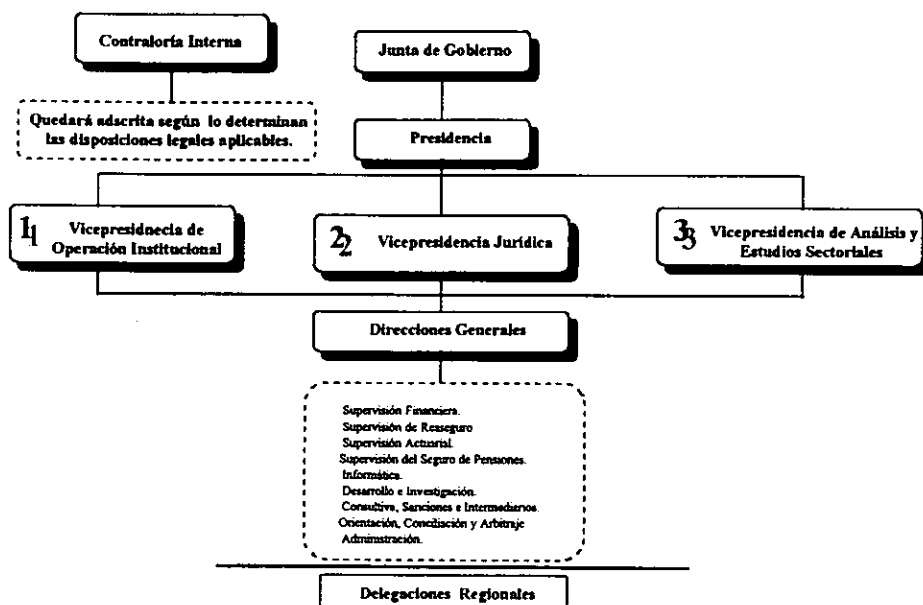 Contraloría Interna
Junta de Gobierno
Quedará adscrita según lo determinan
las disposiciones legales aplicables.
Presidencia
1 Vicepresidnecia de
Operación Institucional
2 Vicepresidencia Jurídica
3 Vicepresidencia de Análisis y
Estudios Sectoriales
Direcciones Generales
Supervisión Financiera.
Supervisión de Reaseguro
Supervisión Actuarial.
Supervisión del Seguro de Pensiones.
Informática.
Desarrollo e Investigación.
Consultiva, Sanciones e Intermediarios.
Orientación, Conciliación y Arbitraje
Administración.
Delegaciones Regionales